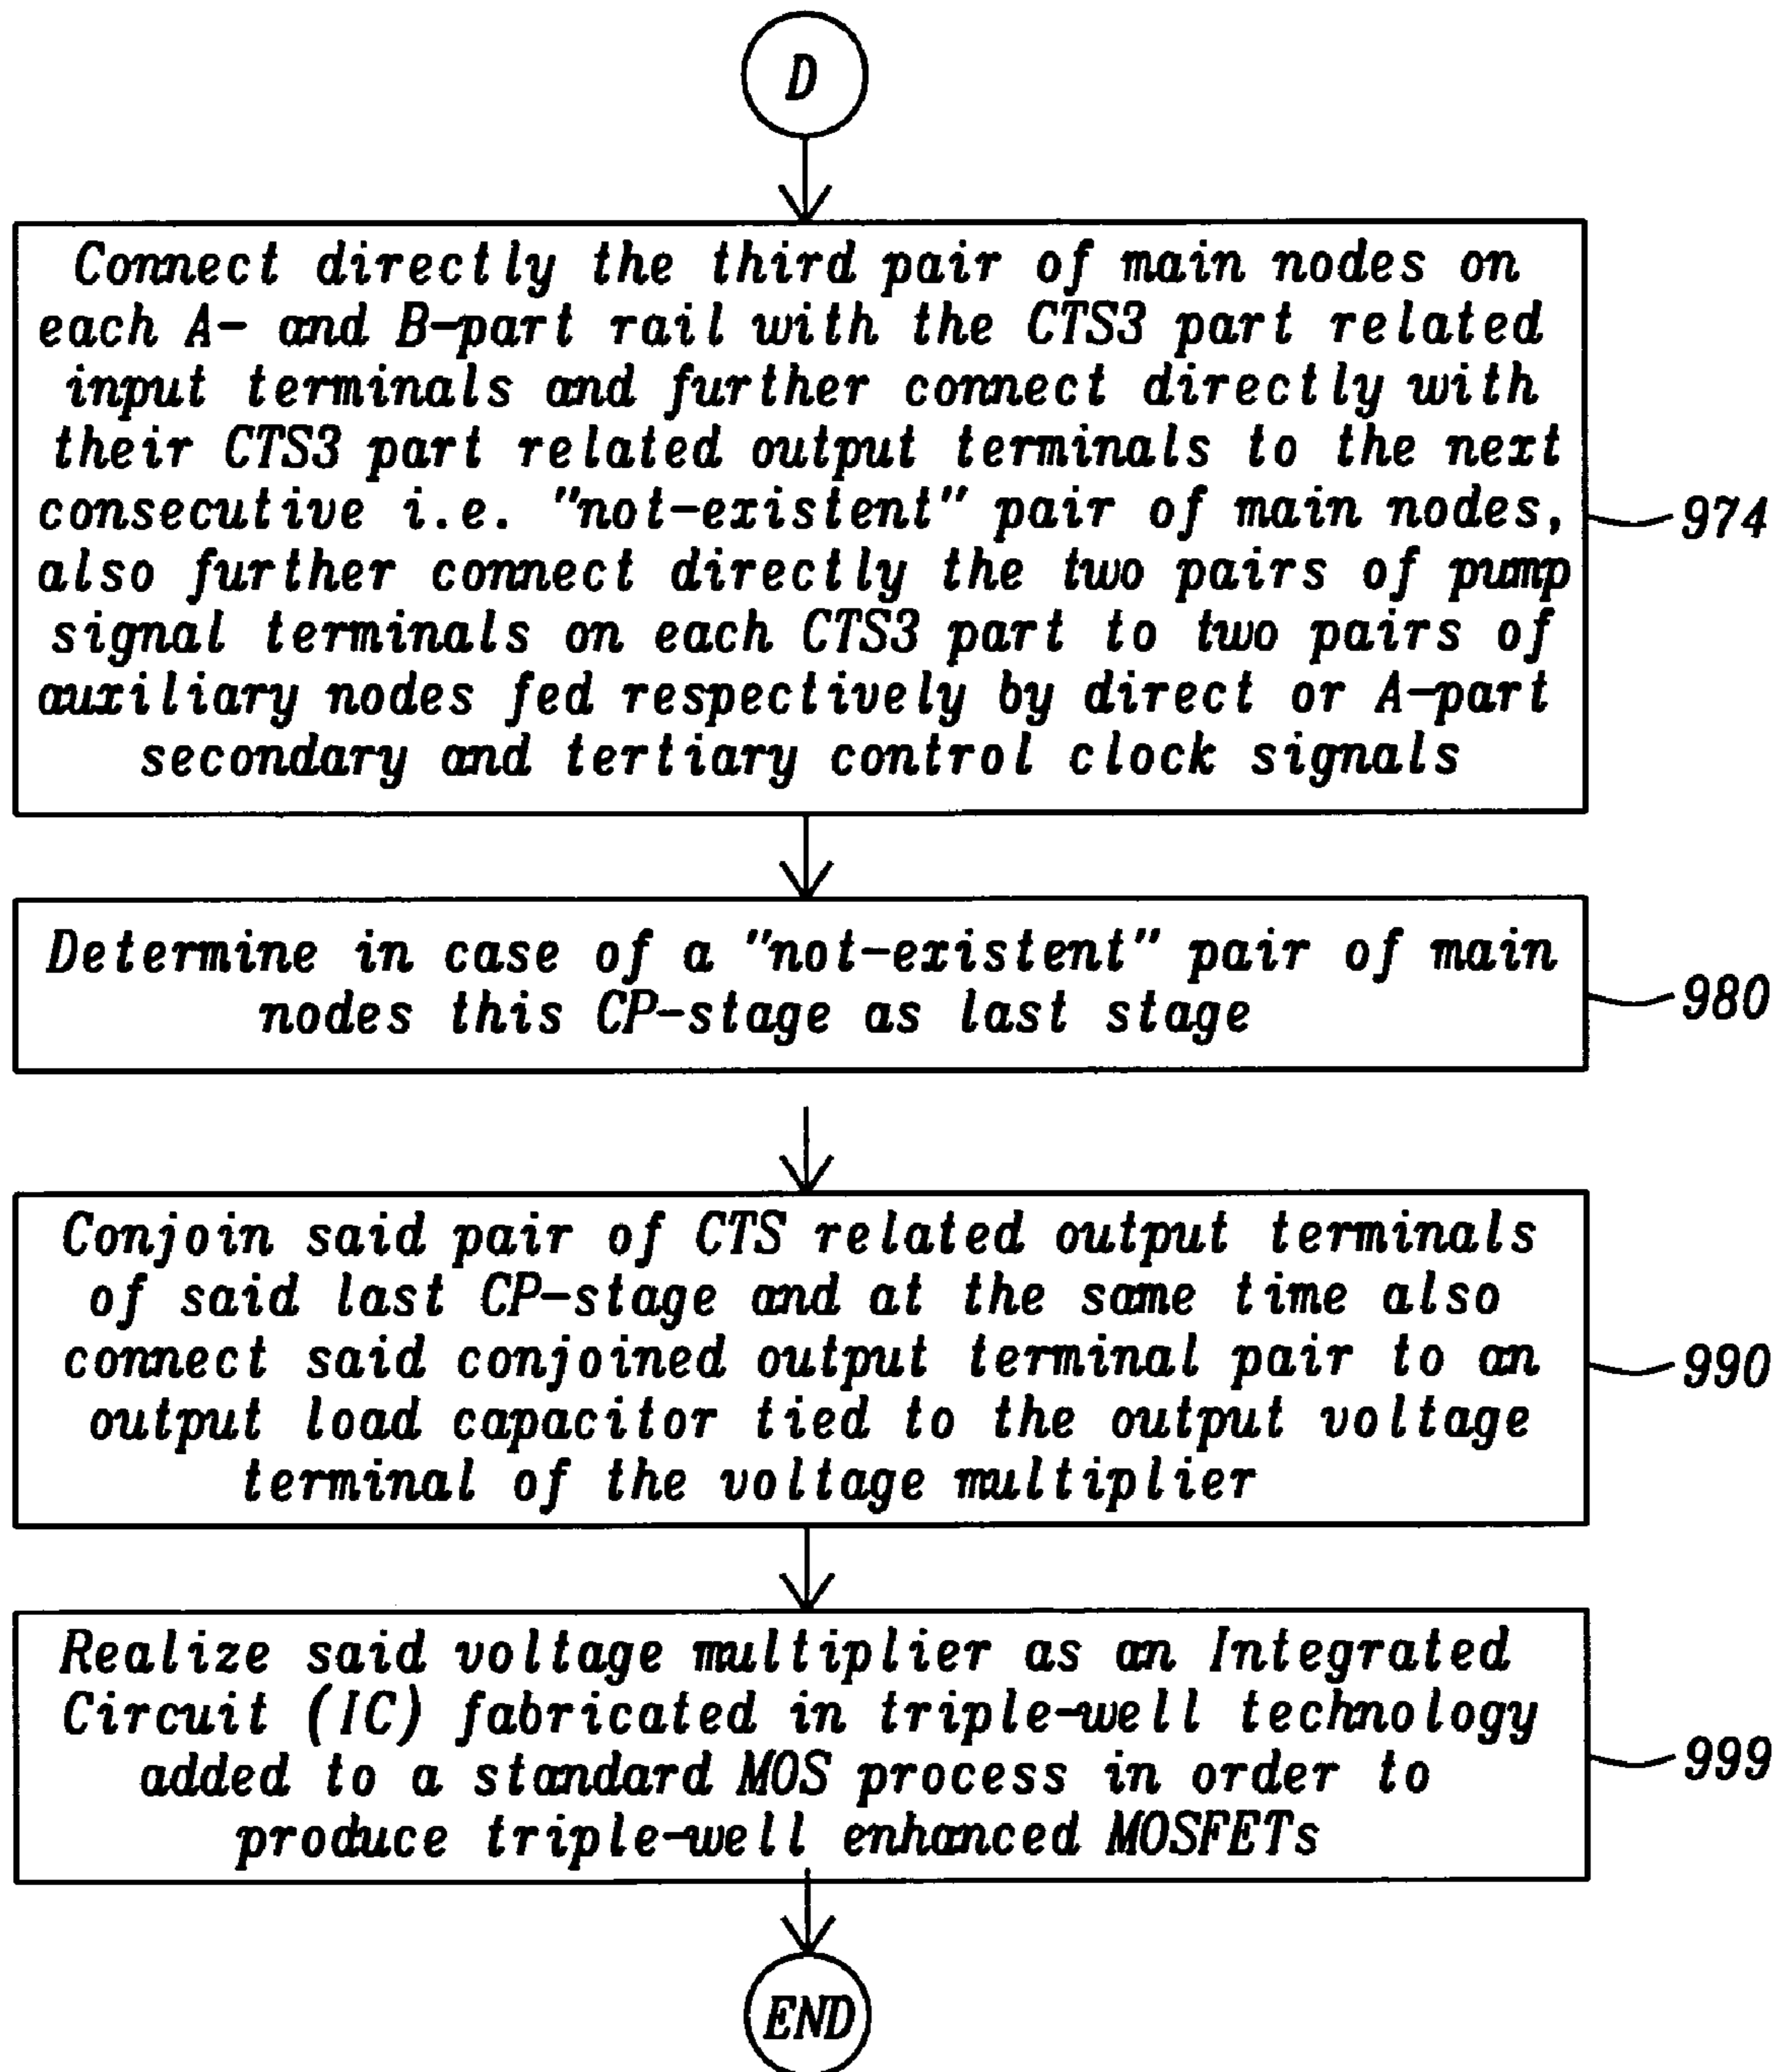 D
Connect directly the third pair of main nodes on
each A- and B-part rail with the CTS3 part related
input terminals and further connect directly with
their CTS3 part related output terminals to the next
consecutive i.e. "not-existent" pair of main nodes,
also further connect directly the two pairs of pump
signal terminals on each CTS3 part to two pairs of
auxiliary nodes fed respectively by direct or A-part
secondary and tertiary control clock signals
974
Determine in case of a "not-existent" pair of main
nodes this CP-stage as last stage
980
Conjoin said pair of CTS related output terminals
of said last CP-stage and at the same time also
connect said conjoined output terminal pair to an
output load capacitor tied to the output voltage
terminal of the voltage multiplier
990
Realize said voltage multiplier as an Integrated
Circuit (IC) fabricated in triple-well technology
added to a standard MOS process in order to
produce triple-well enhanced MOSFETs
999
END